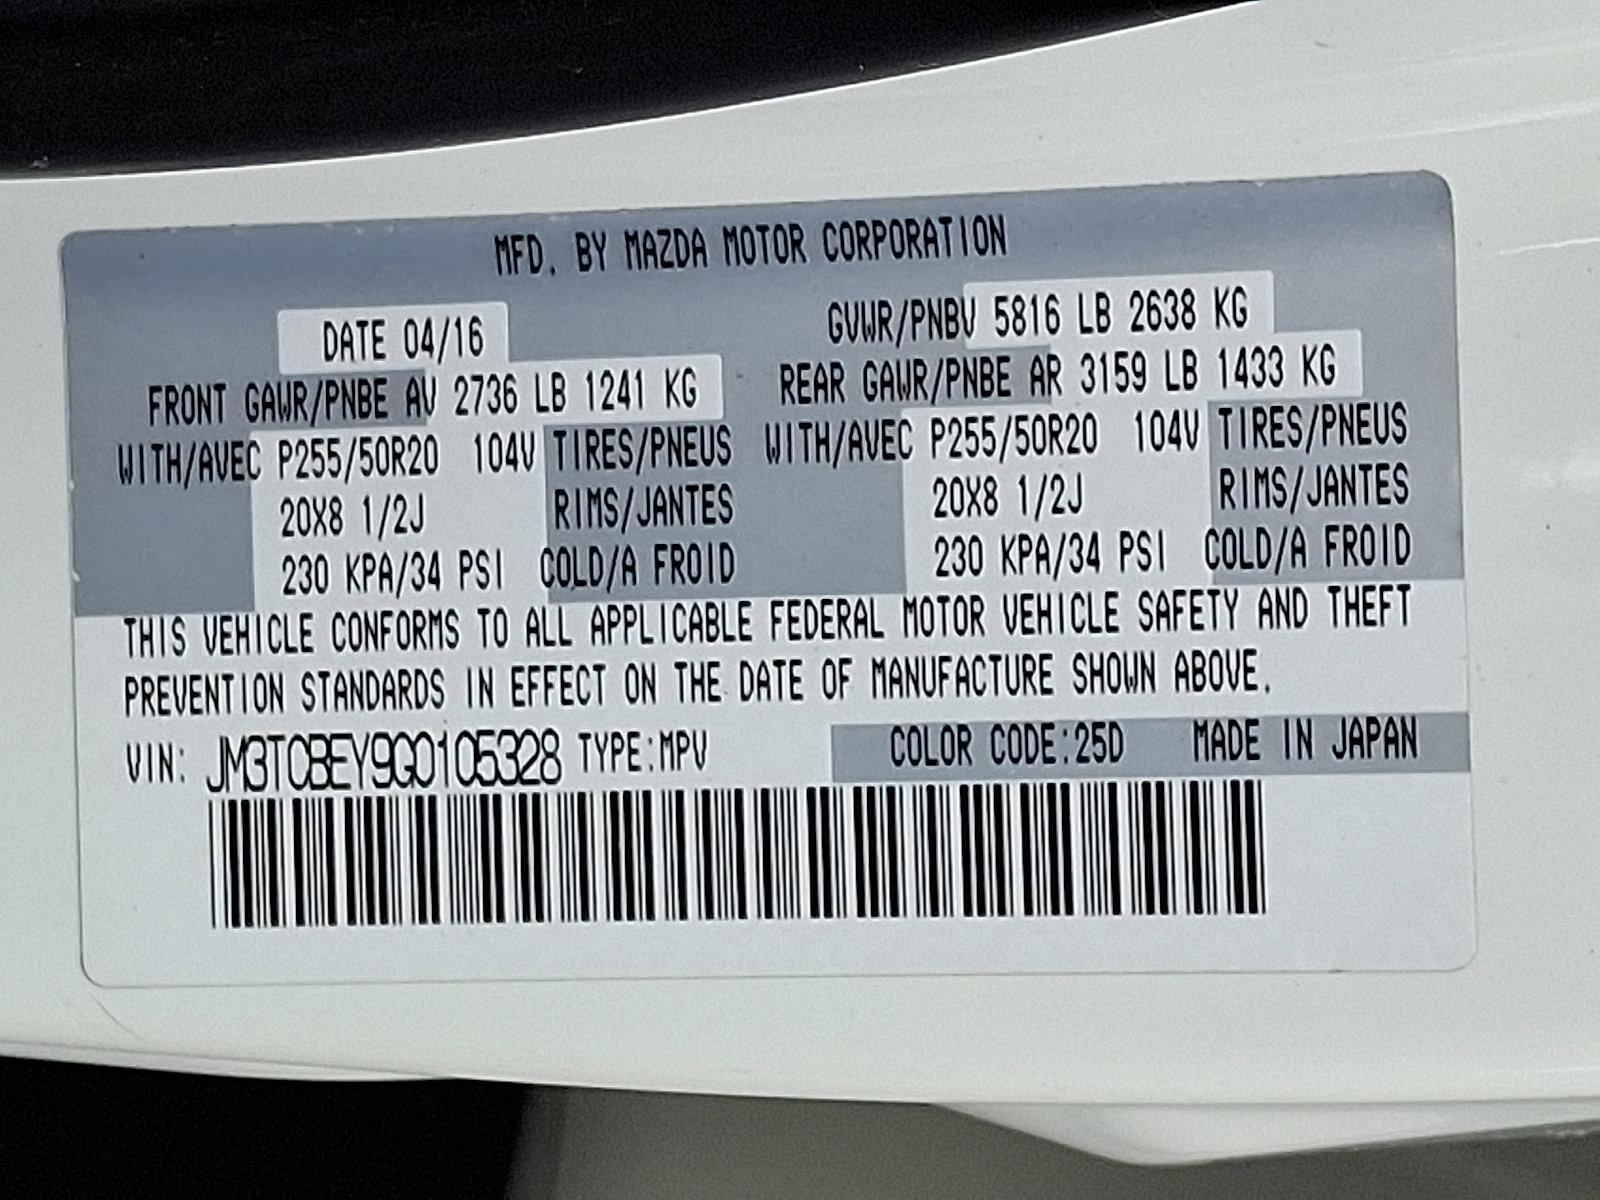 MFD. BY MAZDA MOTOR CORPORATION
DATE 04/16 GVWR/PNBV 5816 LB 2638 KG
FRONT GAWR/PNBE AV 2736 LB 1241 KG REAR GAWR/PNBE AR 3159 LB 1433 KG
WITH/AVEC P255/50R20 104V TIRES/PNEUS WITH/AVEC P255/50R20 104V TIRES/PNEUS
20X8 1/2J RIMS/JANTES 20X8 1/2J RIMS/JANTES
230 KPA/34 PSI COLD/A FROID 230 KPA/34 PSI COLD/A FROID
THIS VEHICLE CONFORMS TO ALL APPLICABLE FEDERAL MOTOR VEHICLE SAFETY AND THEFT
PREVENTION STANDARDS IN EFFECT ON THE DATE OF MANUFACTURE SHOWN ABOVE.
VIN: JM3TCBEY9G0105328 TYPE:MPV COLOR CODE:25D MADE IN JAPAN